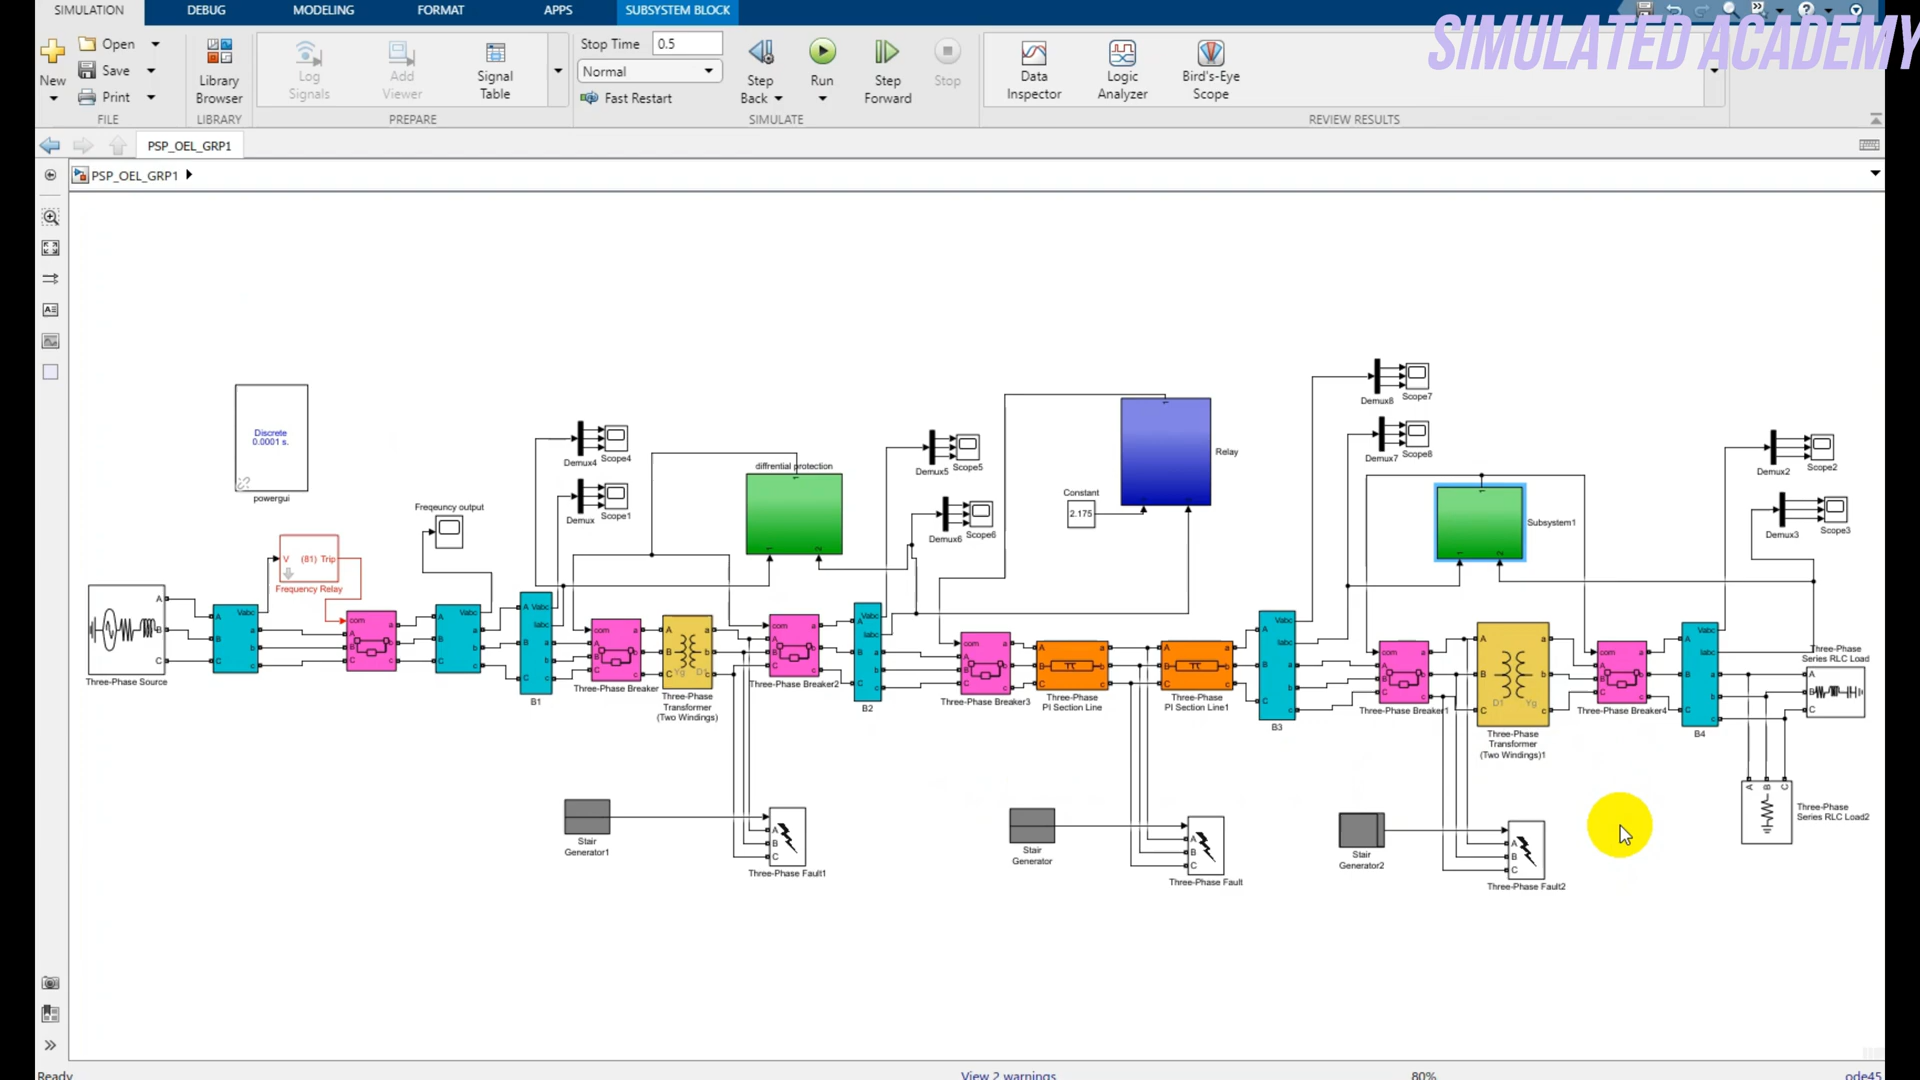 SIMULATION DEBUG MODELING FORMAT APPS SUBSYSTEM BLOCK
SIMULATED ACADEMY
New
Open
Save
Print
FILE
Library Browser
LIBRARY
Log Signals
Add Viewer
Signal Table
PREPARE
Stop Time 0.5
Normal
Fast Restart
Step Back
Run
Step Forward
Stop
SIMULATE
Data Inspector
Logic Analyzer
Bird's-Eye Scope
REVIEW RESULTS
PSP_OEL_GRP1
PSP_OEL_GRP1
Discrete
0.0001 s.
powergui
Freqeuncy output
V (81) Trip
Frequency Relay
Three-Phase Source
A
B
C
Vabc
com
Demux4 Scope4
Demux Scope1
diffrential protection
Demux5 Scope5
Demux6 Scope6
Constant
2.175
Relay
Demux8 Scope7
Demux7 Scope8
Subsystem1
Demux2 Scope2
Demux3 Scope3
B1
Three-Phase Breaker
Yg D1
Three-Phase
Transformer
(Two Windings)
Three-Phase Breaker2
B2
Three-Phase Breaker3
Three-Phase
PI Section Line
Three-Phase
PI Section Line1
B3
Three-Phase Breaker1
D1 Yg
Three-Phase
Transformer
(Two Windings)1
Three-Phase Breaker4
B4
Three-Phase
Series RLC Load
Three-Phase
Series RLC Load2
Stair
Generator1
Three-Phase Fault1
Stair
Generator
Three-Phase Fault
Stair
Generator2
Three-Phase Fault2
Ready
View 2 warnings
80%
ode45